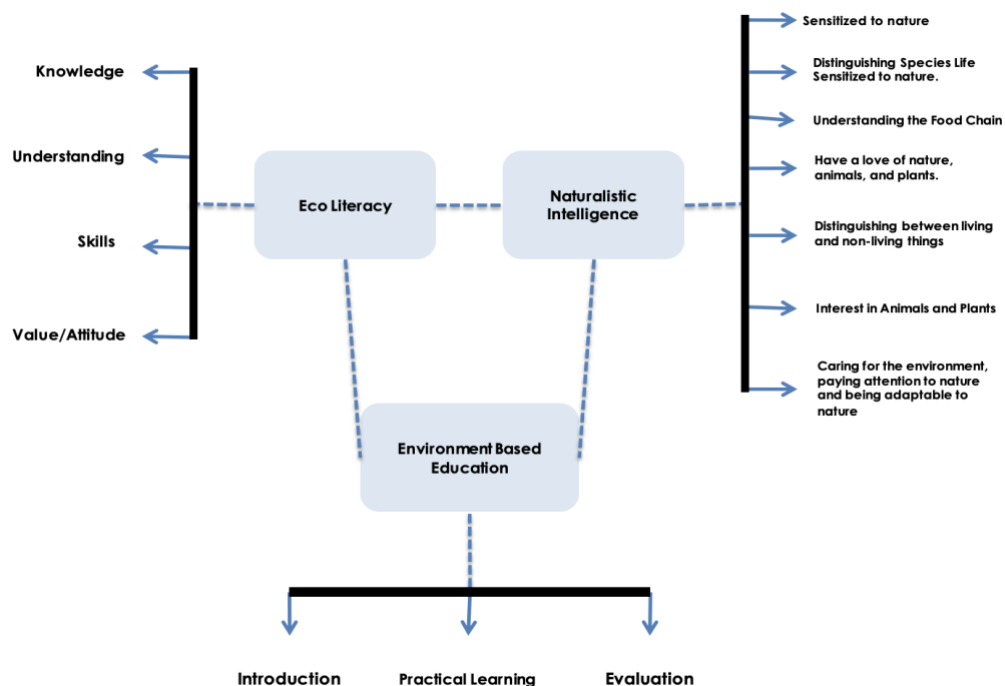 Knowledge
Understanding
Skills
Value/Attitude
Eco Literacy
Naturalistic
Intelligence
Sensitized to nature
Distinguishing Species Life
Sensitized to nature.
Understanding the Food Chain
Have a love of nature,
animals, and plants.
Distinguishing between living
and non-living things
Interest in Animals and Plants
Caring for the environment,
paying attention to nature
and being adaptable to
nature
Environment Based
Education
Introduction
Practical Learning
Evaluation